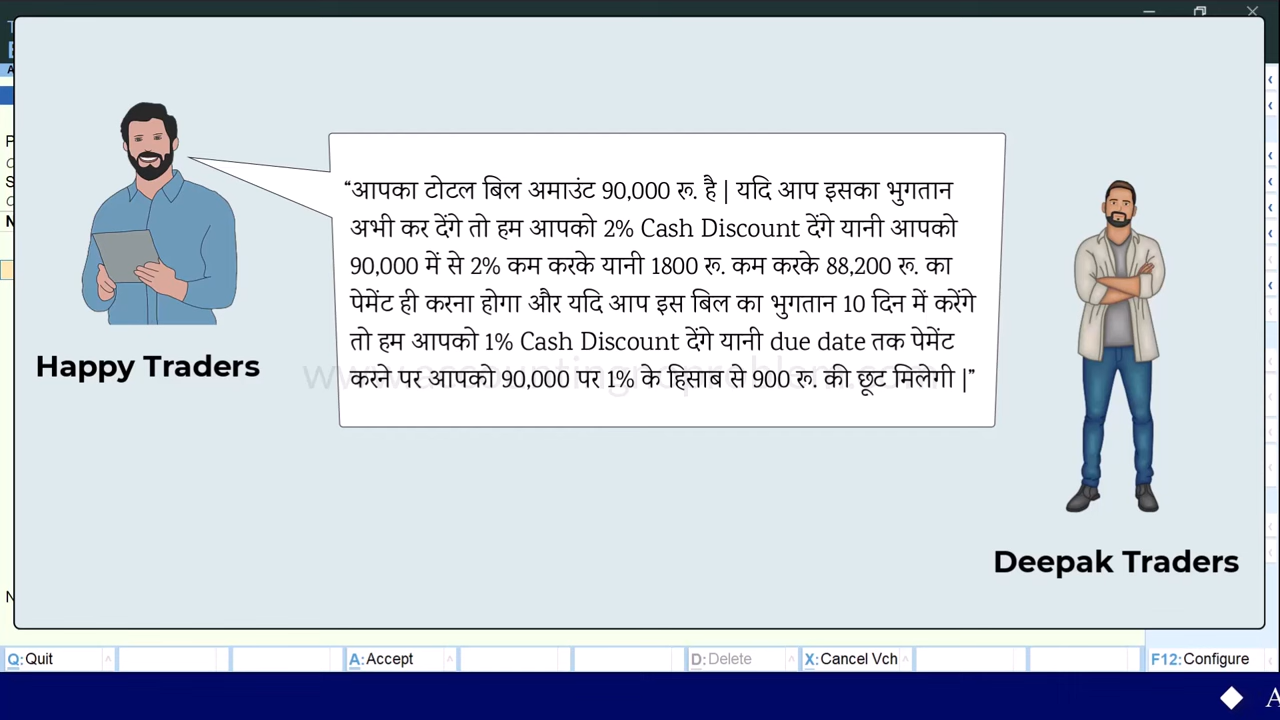 “आपका टोटल बिल अमाउंट 90,000 रू. है | यदि आप इसका भुगतान
अभी कर देंगे तो हम आपको 2% Cash Discount देंगे यानी आपको
90,000 में से 2% कम करके यानी 1800 रू. कम करके 88,200 रू. का
पेमेंट ही करना होगा और यदि आप इस बिल का भुगतान 10 दिन में करेंगे
तो हम आपको 1% Cash Discount देंगे यानी due date तक पेमेंट
करने पर आपको 90,000 पर 1% के हिसाब से 900 रू. की छूट मिलेगी |”
Happy Traders
Deepak Traders
Q:Quit
A:Accept
D:Delete
X:Cancel Vch
F12:Configure